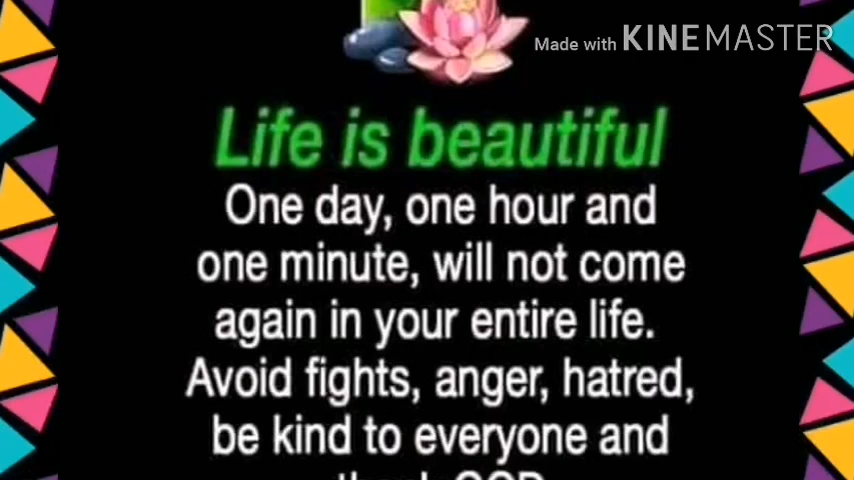 Made with KINEMASTER
Life is beautiful
One day, one hour and
one minute, will not come
again in your entire life.
Avoid fights, anger, hatred,
be kind to everyone and